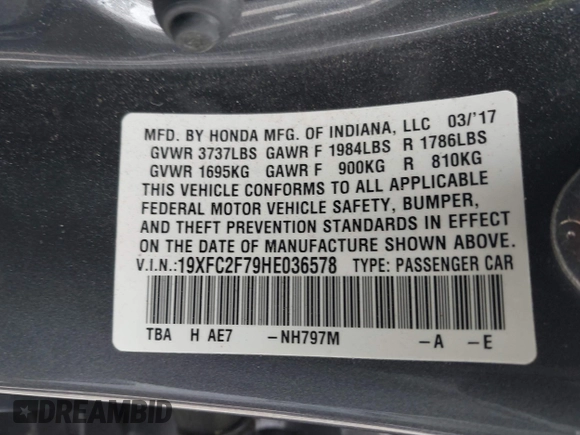 MFD. BY HONDA MFG. OF INDIANA, LLC 03/'17
GVWR 3737LBS GAWR F 1984LBS R 1786LBS
GVWR 1695KG GAWR F 900KG R 810KG
THIS VEHICLE CONFORMS TO ALL APPLICABLE
FEDERAL MOTOR VEHICLE SAFETY, BUMPER,
AND THEFT PREVENTION STANDARDS IN EFFECT
ON THE DATE OF MANUFACTURE SHOWN ABOVE.
V.I.N.:19XFC2F79HE036578 TYPE: PASSENGER CAR
TBA H AE7 -NH797M -A -E
DREAMBID